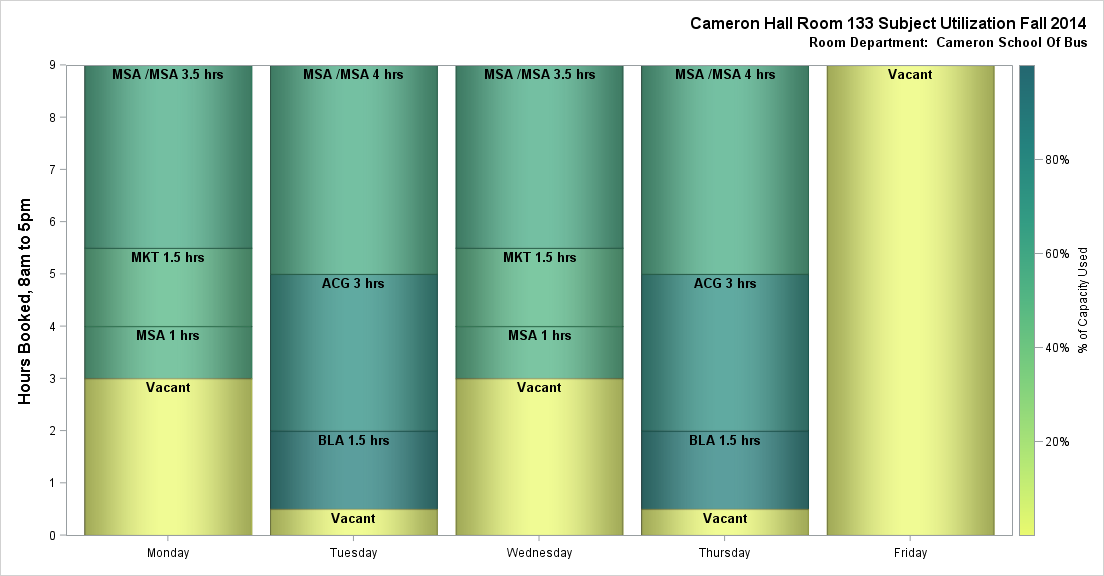 Cameron Hall Room 133 Subject Utilization Fall 2014
Room Department:  Cameron School Of Bus
Hours Booked, 8am to 5pm
9
8
7
6
5
4
3
2
1
0
MSA /MSA 3.5 hrs
MKT 1.5 hrs
MSA 1 hrs
Vacant
MSA /MSA 4 hrs
ACG 3 hrs
BLA 1.5 hrs
Vacant
MSA /MSA 3.5 hrs
MKT 1.5 hrs
MSA 1 hrs
Vacant
MSA /MSA 4 hrs
ACG 3 hrs
BLA 1.5 hrs
Vacant
Vacant
Monday
Tuesday
Wednesday
Thursday
Friday
80%
60%
40%
20%
% of Capacity Used